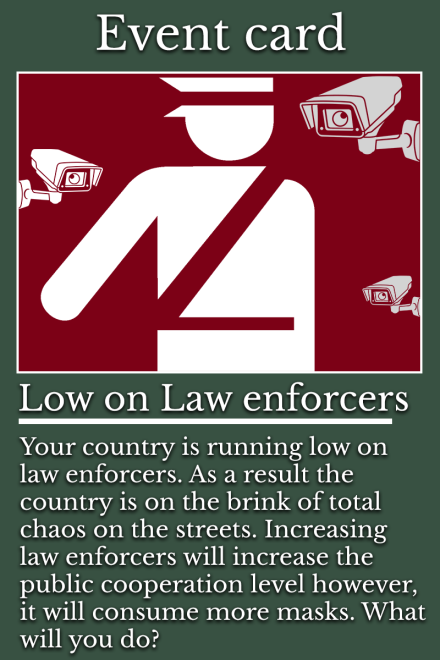 Event card
Low on Law enforcers
Your country is running low on
law enforcers. As a result the
country is on the brink of total
chaos on the streets. Increasing
law enforcers will increase the
public cooperation level however,
it will consume more masks. What
will you do?